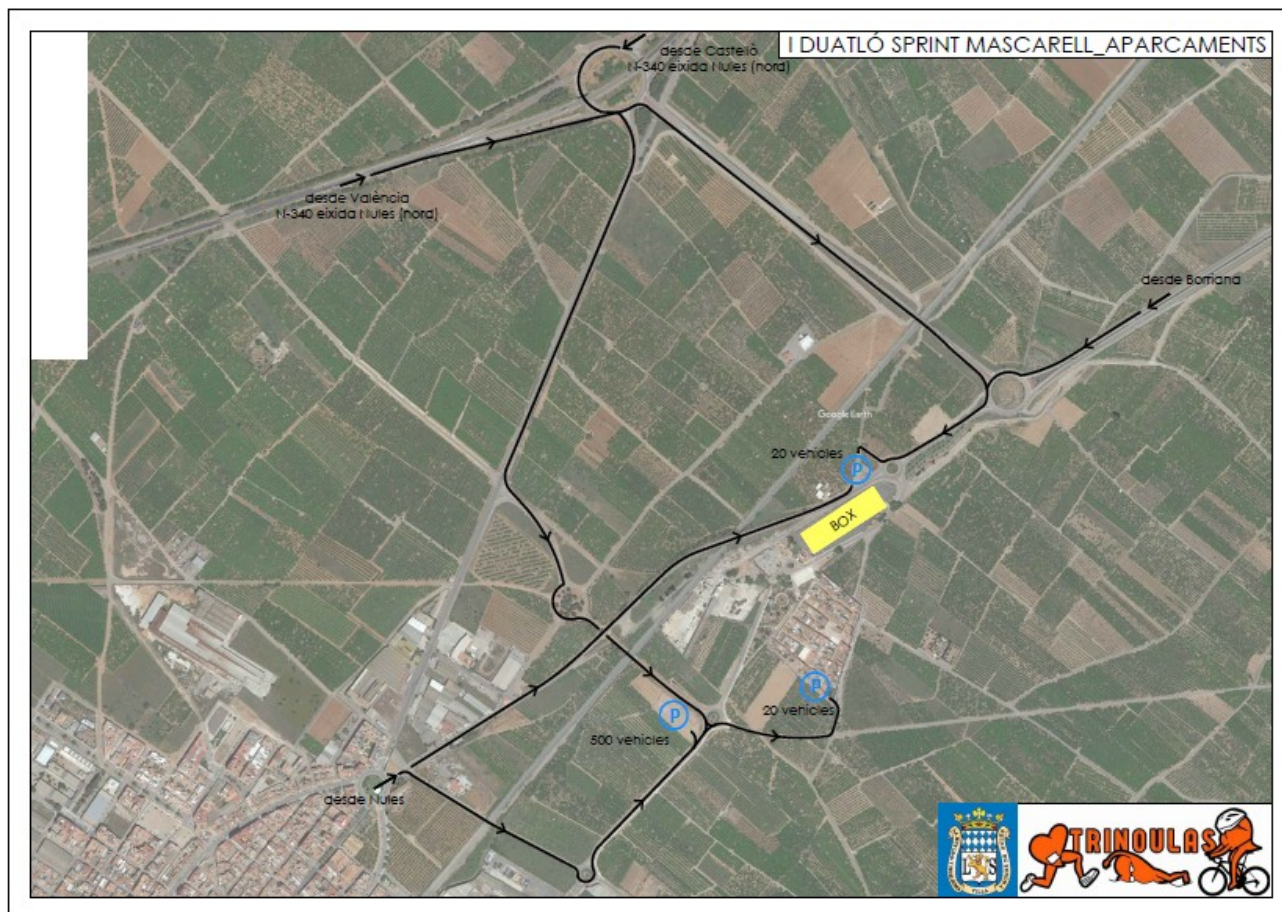 I DUATLÓ SPRINT MASCARELL_APARCAMENTS
desde Castelló
N-340 eixida Nules (nord)
desde València
N-340 eixida Nules (nord)
desde Borriana
Google Earth
20 vehicles
P
BOX
P
20 vehicles
P
500 vehicles
desde Nules
TRINOULAS